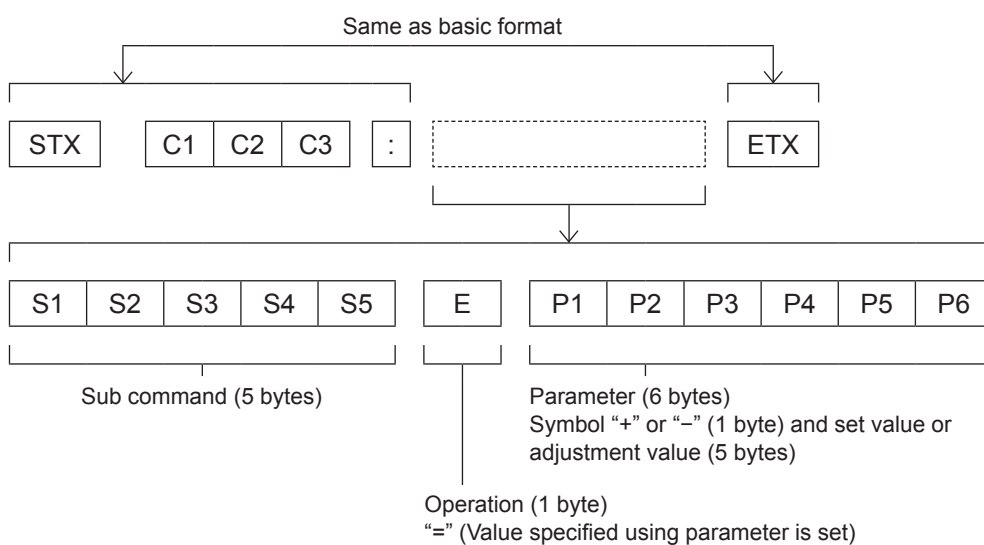 Same as basic format
STX C1 C2 C3 : ETX
S1 S2 S3 S4 S5 E P1 P2 P3 P4 P5 P6
Sub command (5 bytes)
Parameter (6 bytes)
Symbol “+” or “−” (1 byte) and set value or
adjustment value (5 bytes)
Operation (1 byte)
“=” (Value specified using parameter is set)